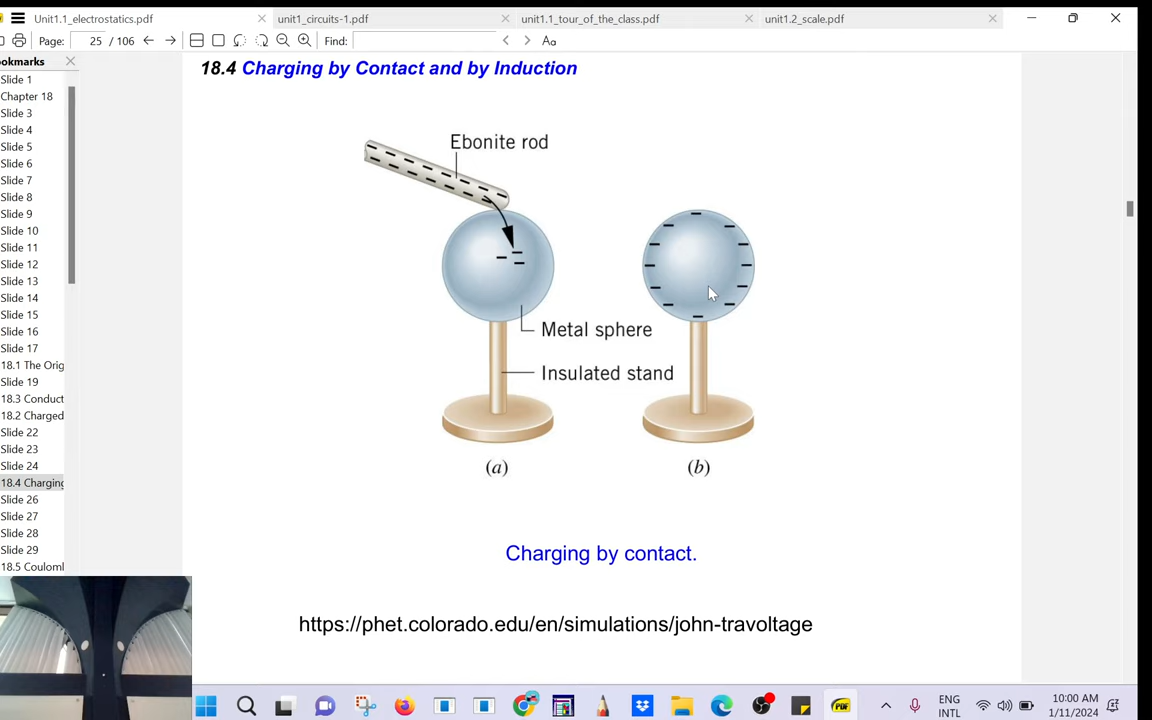 Unit1.1_electrostatics.pdf
unit1_circuits-1.pdf
unit1.1_tour_of_the_class.pdf
unit1.2_scale.pdf
Page: 25 / 106
Find:
Aa
ookmarks
Slide 1
Chapter 18
Slide 3
Slide 4
Slide 5
Slide 6
Slide 7
Slide 8
Slide 9
Slide 10
Slide 11
Slide 12
Slide 13
Slide 14
Slide 15
Slide 16
Slide 17
18.1 The Orig
Slide 19
18.3 Conduct
18.2 Charged
Slide 22
Slide 23
Slide 24
18.4 Charging
Slide 26
Slide 27
Slide 28
Slide 29
18.5 Coulom
18.4 Charging by Contact and by Induction
Ebonite rod
Metal sphere
Insulated stand
(a)
(b)
Charging by contact.
https://phet.colorado.edu/en/simulations/john-travoltage
PDF
ENG
INTL
10:00 AM
1/11/2024